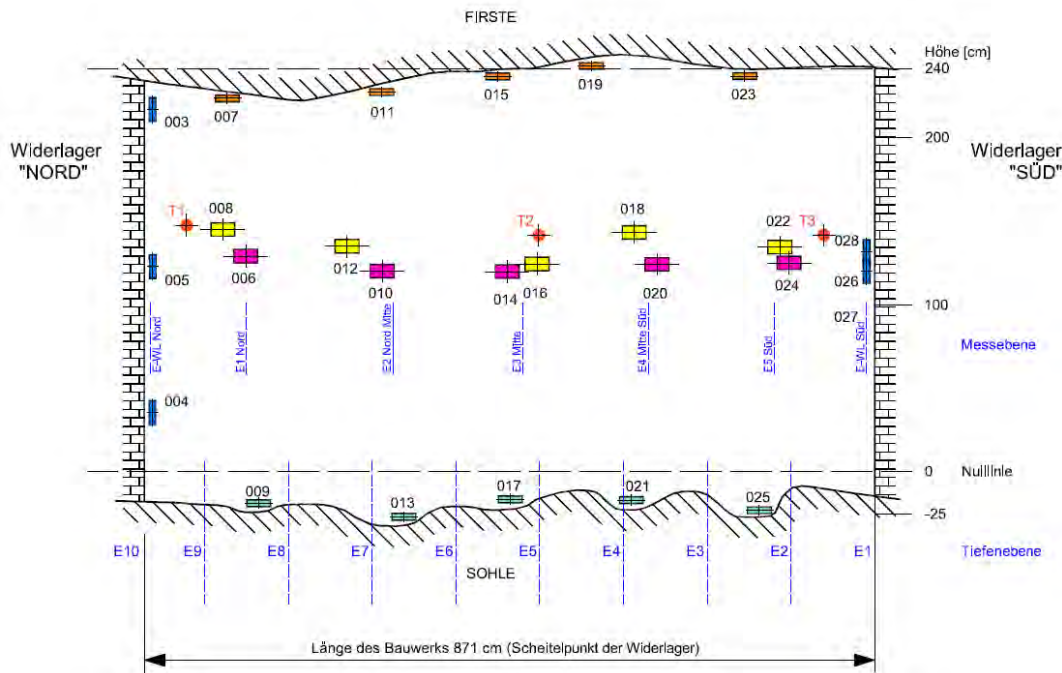 FIRSTE
Höhe [cm]
240
019
015
023
007
011
003
200
Widerlager
"NORD"
Widerlager
"SÜD"
T1
008
T2
018
022
T3
028
012
005
006
010
014
016
020
024
026
027
100
E-WL Nord
E1 Nord
E2 Nord Mitte
E3 Mitte
E4 Mitte Süd
E5 Süd
E-WL Süd
Messebene
004
0
Nulllinie
009
013
017
021
025
-25
E10
E9
E8
E7
E6
E5
E4
E3
E2
E1
Tiefenebene
SOHLE
Länge des Bauwerks 871 cm (Scheitelpunkt der Widerlager)